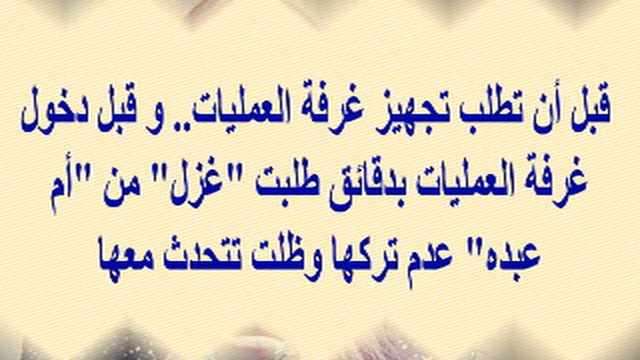 قبل أن تطلب تجهيز غرفة العمليات.. و قبل دخول
غرفة العمليات بدقائق طلبت "غزل" من "أم
عبده" عدم تركها وظلت تتحدث معها